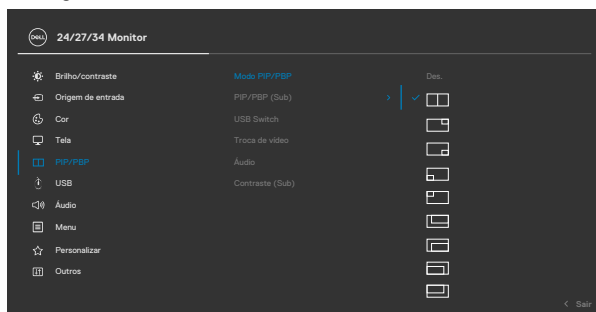 DELL
24/27/34 Monitor
Brilho/contraste
Origem de entrada
Cor
Tela
PIP/PBP
USB
Áudio
Menu
Personalizar
Outros
Modo PIP/PBP
PIP/PBP (Sub)
USB Switch
Troca de vídeo
Áudio
Contraste (Sub)
Des.
Sair